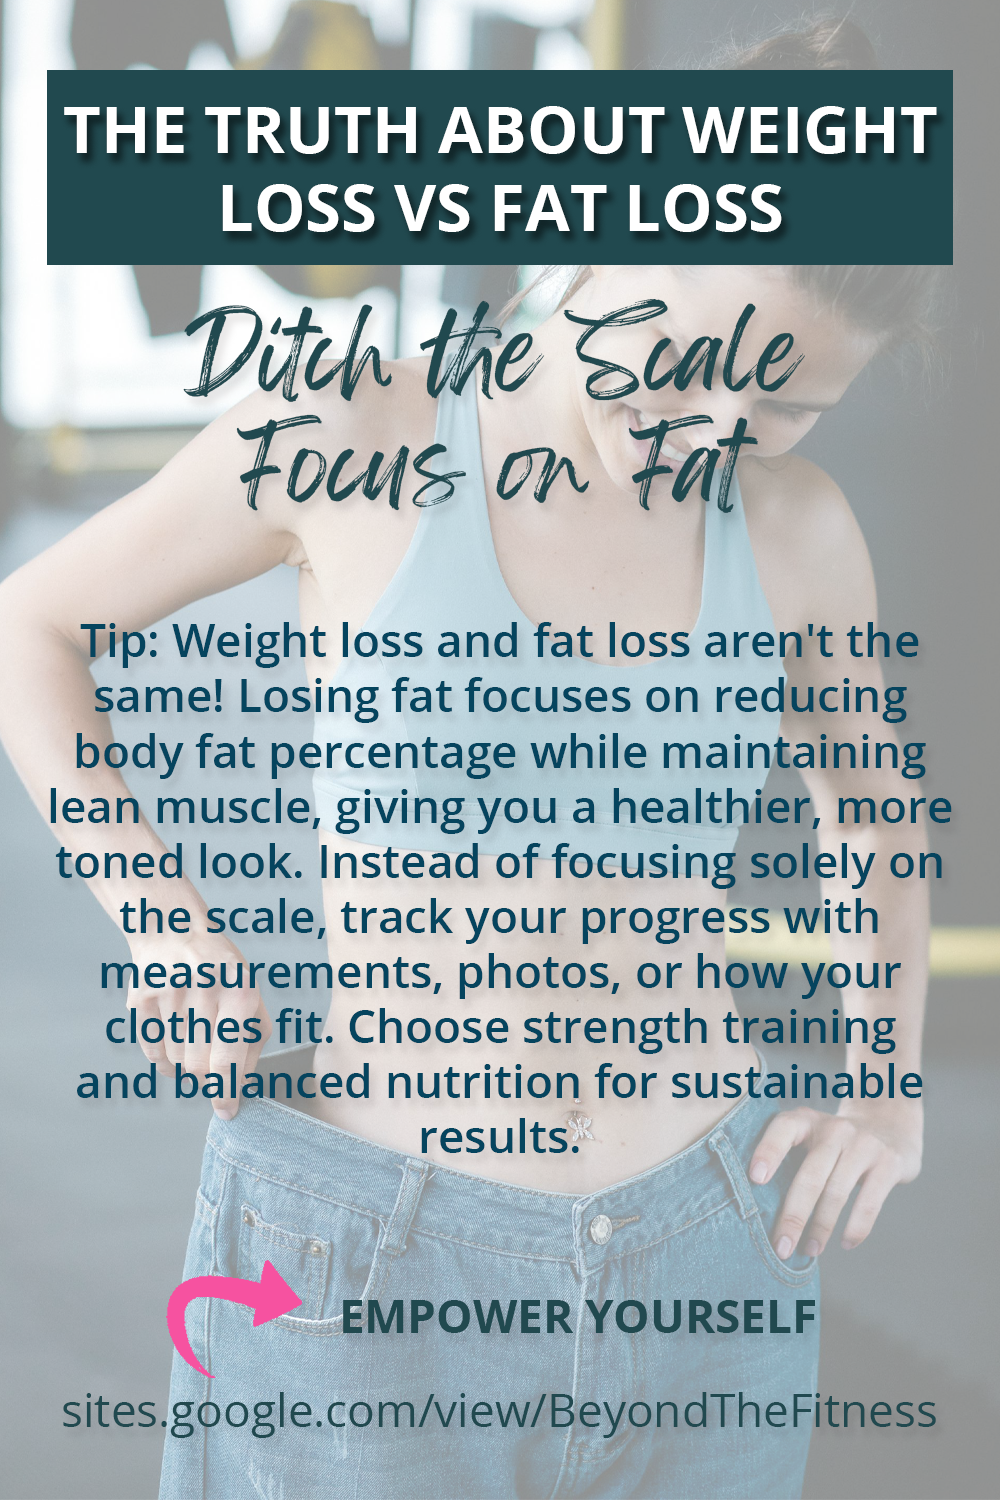 THE TRUTH ABOUT WEIGHT
LOSS VS FAT LOSS
Ditch the Scale
Focus on Fat
Tip: Weight loss and fat loss aren't the
same! Losing fat focuses on reducing
body fat percentage while maintaining
lean muscle, giving you a healthier, more
toned look. Instead of focusing solely on
the scale, track your progress with
measurements, photos, or how your
clothes fit. Choose strength training
and balanced nutrition for sustainable
results.
EMPOWER YOURSELF
sites.google.com/view/BeyondTheFitness